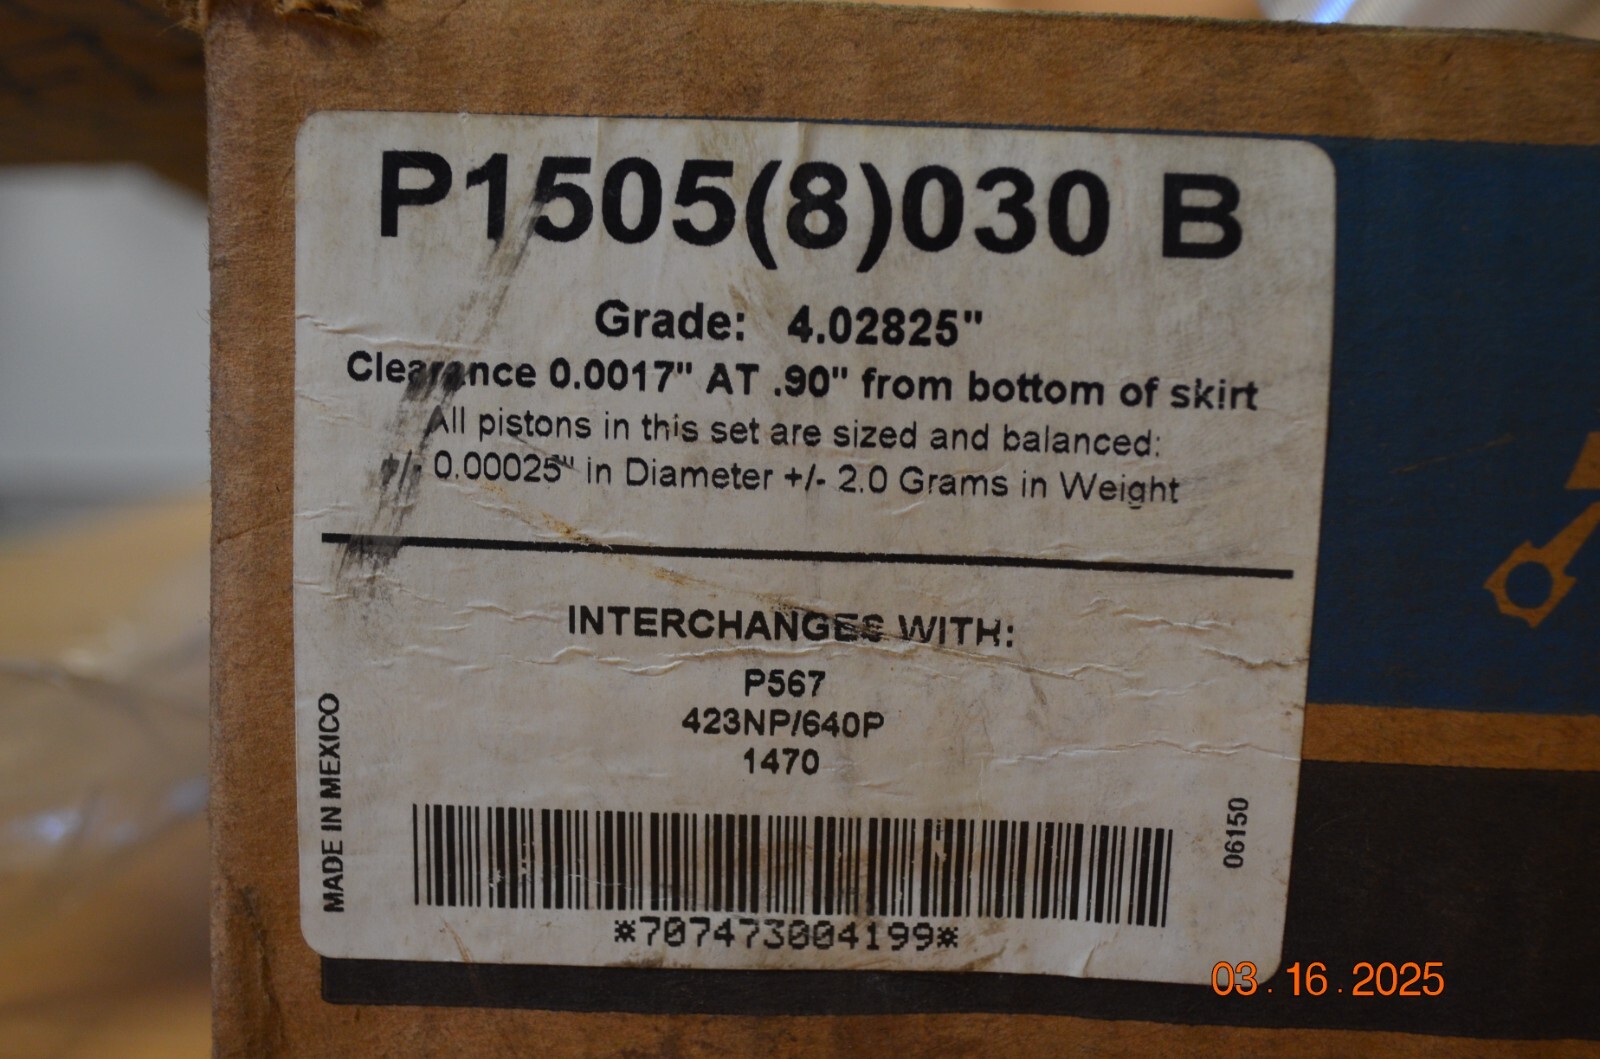 P1505(8)030 B
Grade: 4.02825"
Clearance 0.0017" AT .90" from bottom of skirt
All pistons in this set are sized and balanced:
+/- 0.00025" in Diameter +/- 2.0 Grams in Weight
INTERCHANGES WITH:
P567
423NP/640P
1470
MADE IN MEXICO
06150
*707473004199*
03.16.2025